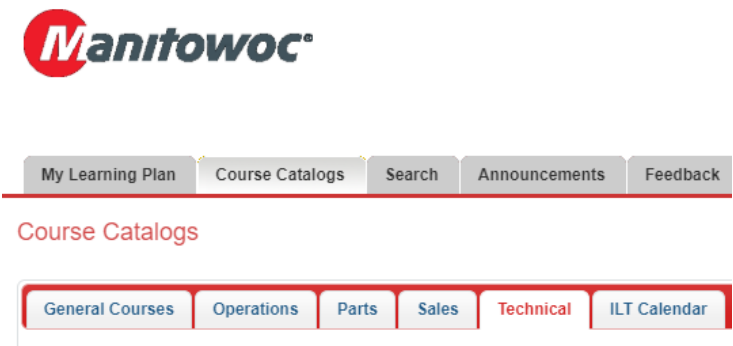 Manitowoc®
My Learning Plan Course Catalogs Search Announcements Feedback
Course Catalogs
General Courses Operations Parts Sales Technical ILT Calendar